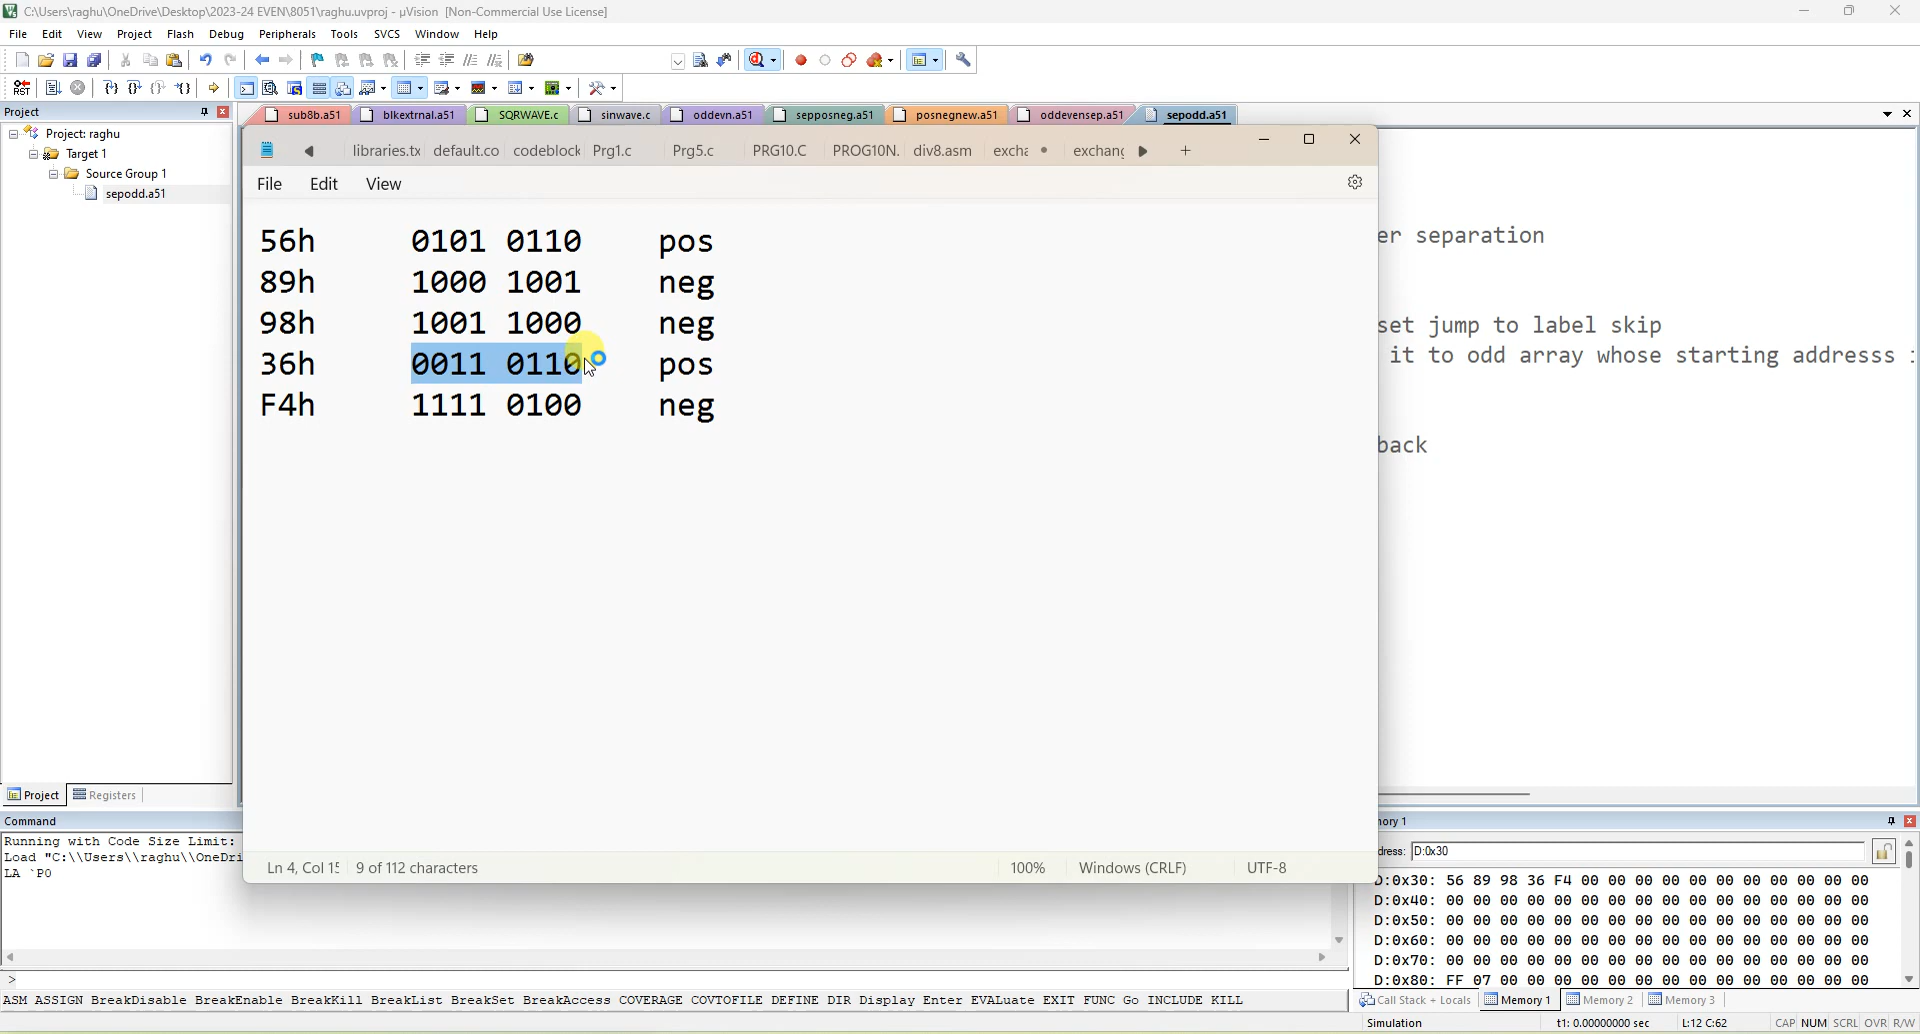 C:\Users\raghu\OneDrive\Desktop\2023-24 EVEN\8051\raghu.uvproj - µVision [Non-Commercial Use License]
File Edit View Project Flash Debug Peripherals Tools SVCS Window Help
Project
sub8b.a51 blkextrnal.a51 SQRWAVE.c sinwave.c oddevn.a51 sepposneg.a51 posnegnew.a51 oddevensep.a51 sepodd.a51
Project: raghu
Target 1
Source Group 1
sepodd.a51
libraries.tx default.co codeblock Prg1.c Prg5.c PRG10.C PROG10N. div8.asm excha exchang
File Edit View
56h 0101 0110 pos
89h 1000 1001 neg
98h 1001 1000 neg
36h 0011 0110 pos
F4h 1111 0100 neg
er separation
set jump to label skip
it to odd array whose starting addresss :
back
Ln 4, Col 15 9 of 112 characters 100% Windows (CRLF) UTF-8
Project Registers
Command
Running with Code Size Limit:
Load "C:\\Users\\raghu\\OneDri
LA `P0
>
ASM ASSIGN BreakDisable BreakEnable BreakKill BreakList BreakSet BreakAccess COVERAGE COVTOFILE DEFINE DIR Display Enter EVALuate EXIT FUNC Go INCLUDE KILL
ory 1
dress: D:0x30
D:0x30: 56 89 98 36 F4 00 00 00 00 00 00 00 00 00 00 00
D:0x40: 00 00 00 00 00 00 00 00 00 00 00 00 00 00 00 00
D:0x50: 00 00 00 00 00 00 00 00 00 00 00 00 00 00 00 00
D:0x60: 00 00 00 00 00 00 00 00 00 00 00 00 00 00 00 00
D:0x70: 00 00 00 00 00 00 00 00 00 00 00 00 00 00 00 00
D:0x80: FF 07 00 00 00 00 00 00 00 00 00 00 00 00 00 00
Call Stack + Locals Memory 1 Memory 2 Memory 3
Simulation t1: 0.00000000 sec L:12 C:62 CAP NUM SCRL OVR R/W